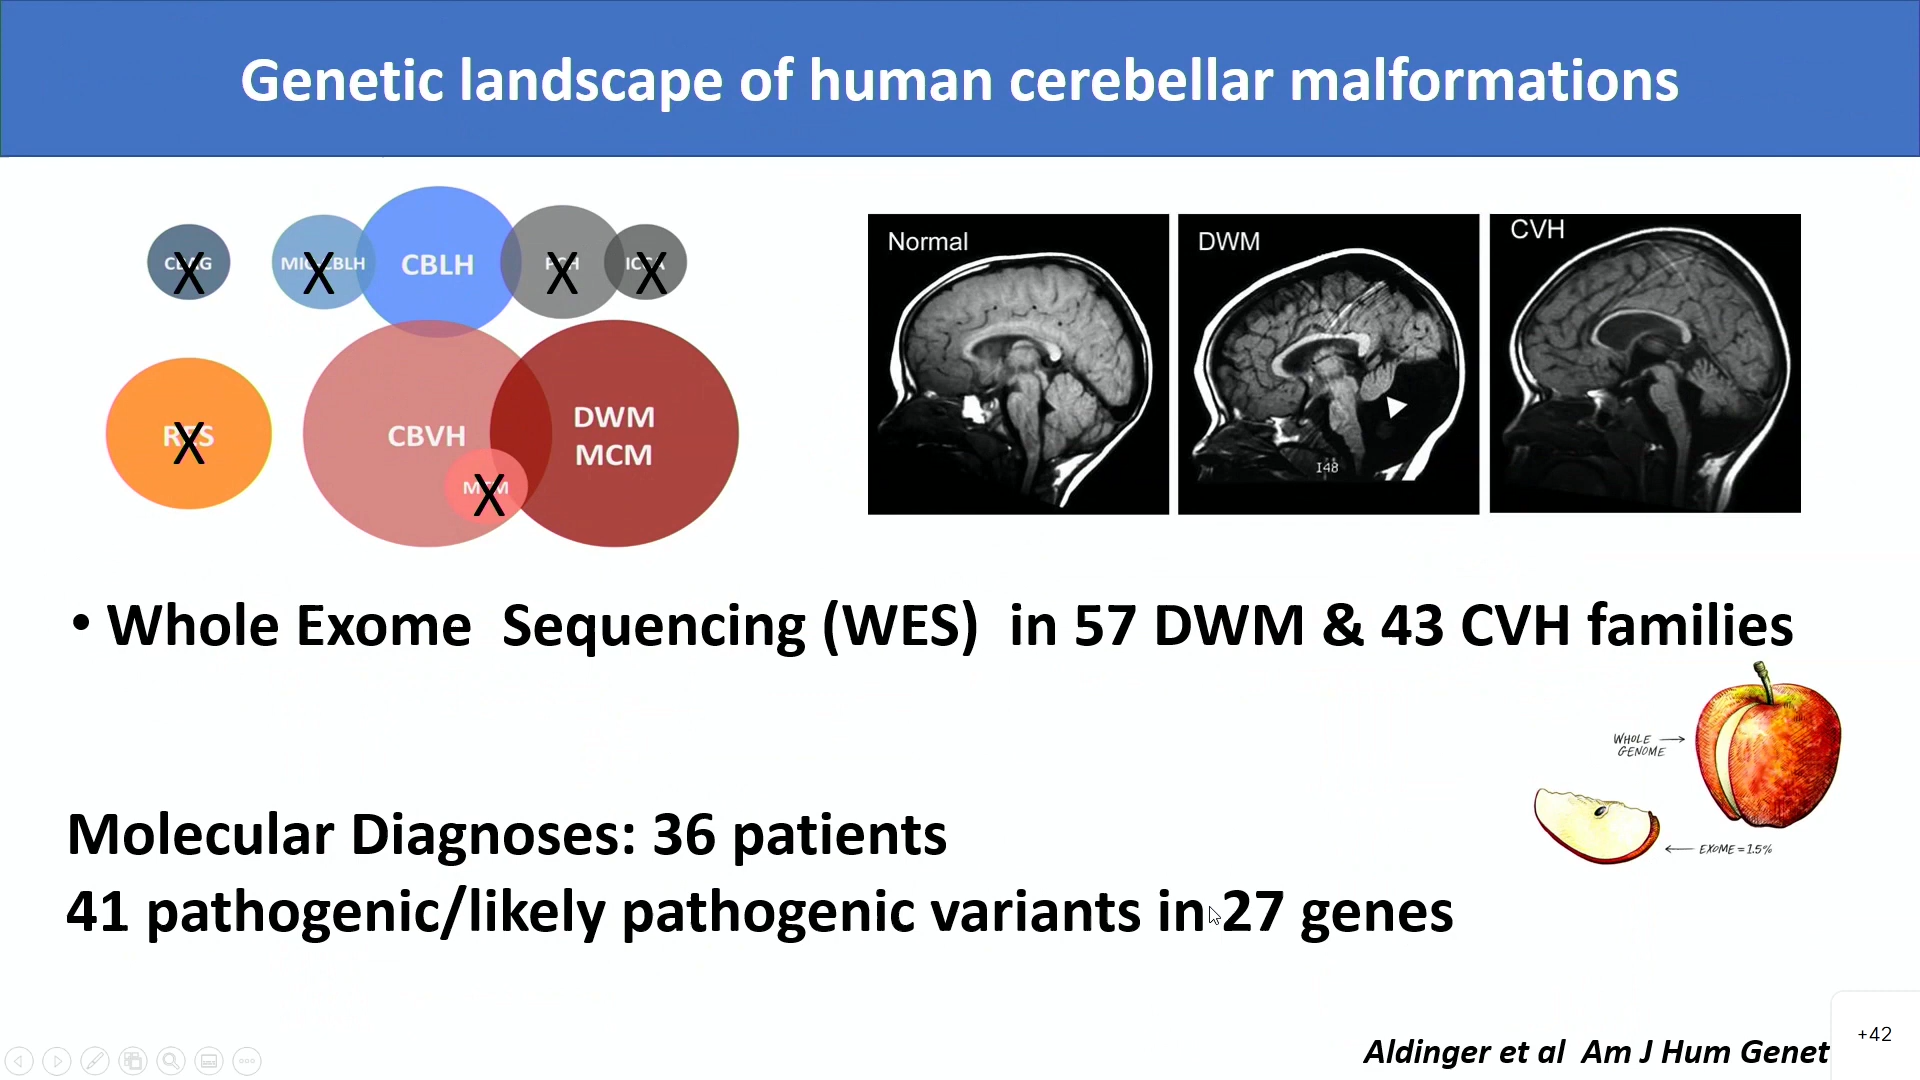 Genetic landscape of human cerebellar malformations
CBLH
CBVH
DWM
MCM
Normal
DWM
CVH
I48
X
X
X
X
X
X
• Whole Exome Sequencing (WES) in 57 DWM & 43 CVH families
WHOLE
GENOME
EXOME = 1.5%
Molecular Diagnoses: 36 patients
41 pathogenic/likely pathogenic variants in 27 genes
Aldinger et al Am J Hum Genet
+42